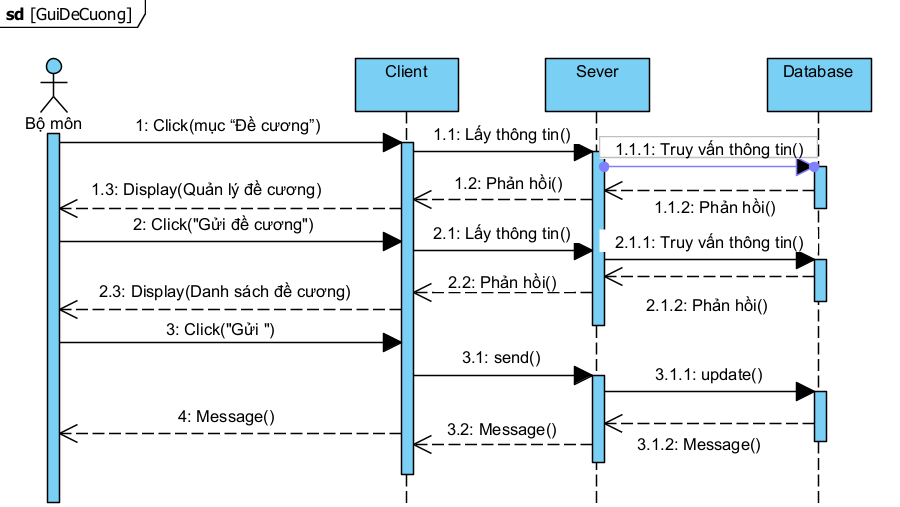 sd [GuiDeCuong]
Client
Sever
Database
Bộ môn
1: Click(mục “Đề cương”)
1.1: Lấy thông tin()
1.1.1: Truy vấn thông tin()
1.2: Phản hồi()
1.3: Display(Quản lý đề cương)
1.1.2: Phản hồi()
2: Click("Gửi đề cương")
2.1: Lấy thông tin()
2.1.1: Truy vấn thông tin()
2.2: Phản hồi()
2.3: Display(Danh sách đề cương)
2.1.2: Phản hồi()
3: Click("Gửi ")
3.1: send()
3.1.1: update()
4: Message()
3.2: Message()
3.1.2: Message()